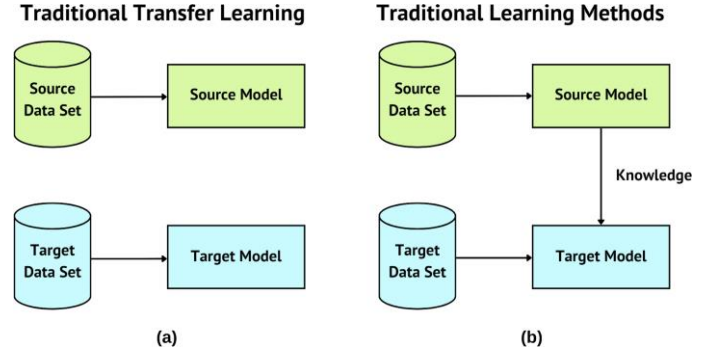 Traditional Transfer Learning
Source
Data Set
Source Model
Target
Data Set
Target Model
(a)
Traditional Learning Methods
Source
Data Set
Source Model
Knowledge
Target
Data Set
Target Model
(b)